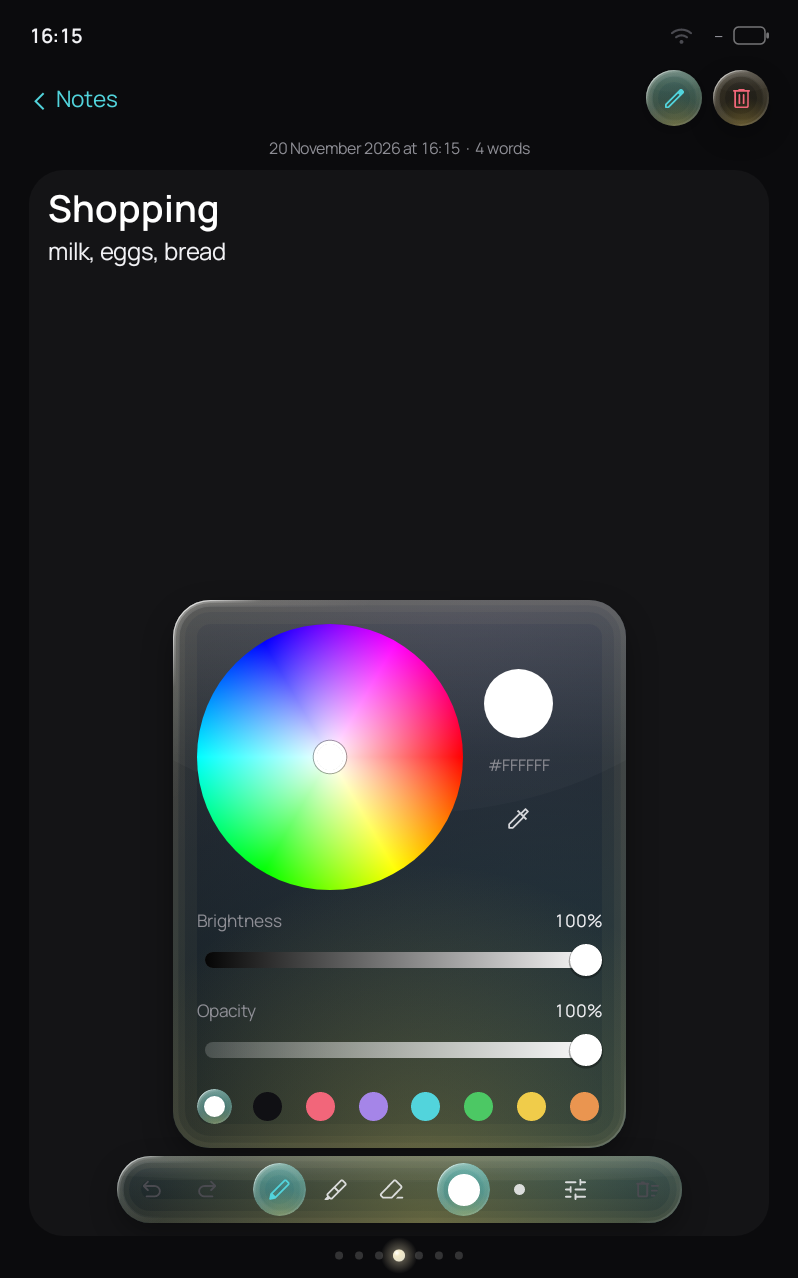 16:15
Notes
20 November 2026 at 16:15 · 4 words
Shopping
milk, eggs, bread
#FFFFFF
Brightness 100%
Opacity 100%